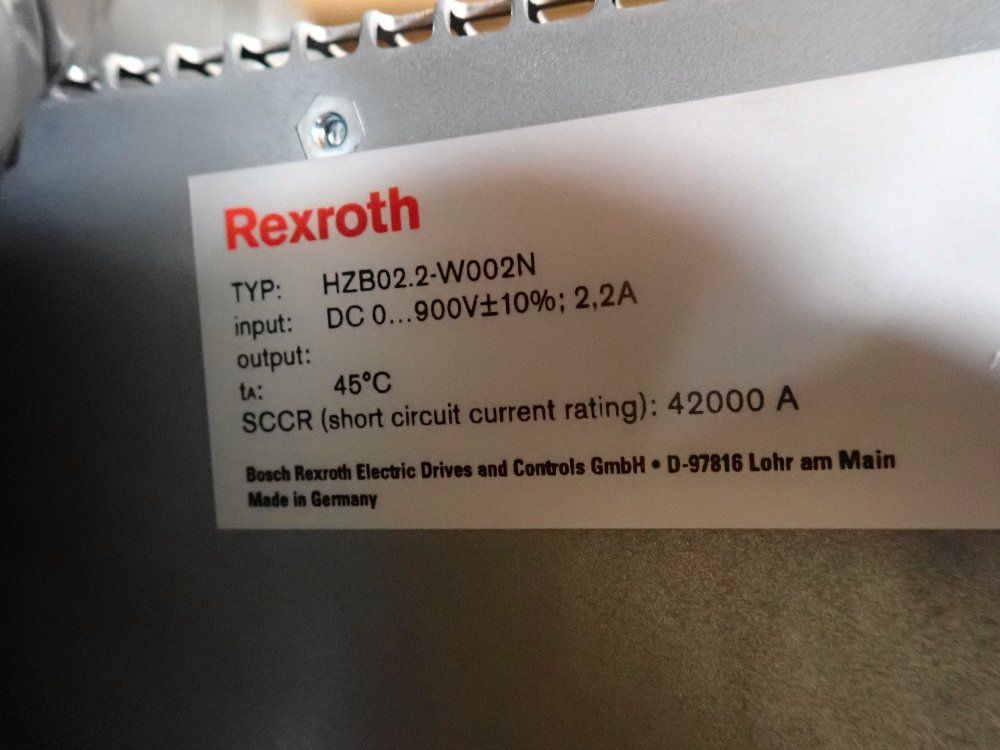 Rexroth
TYP: HZB02.2-W002N
input: DC 0...900V±10%; 2,2A
output:
tA: 45°C
SCCR (short circuit current rating): 42000 A
Bosch Rexroth Electric Drives and Controls GmbH • D-97816 Lohr am Main
Made in Germany